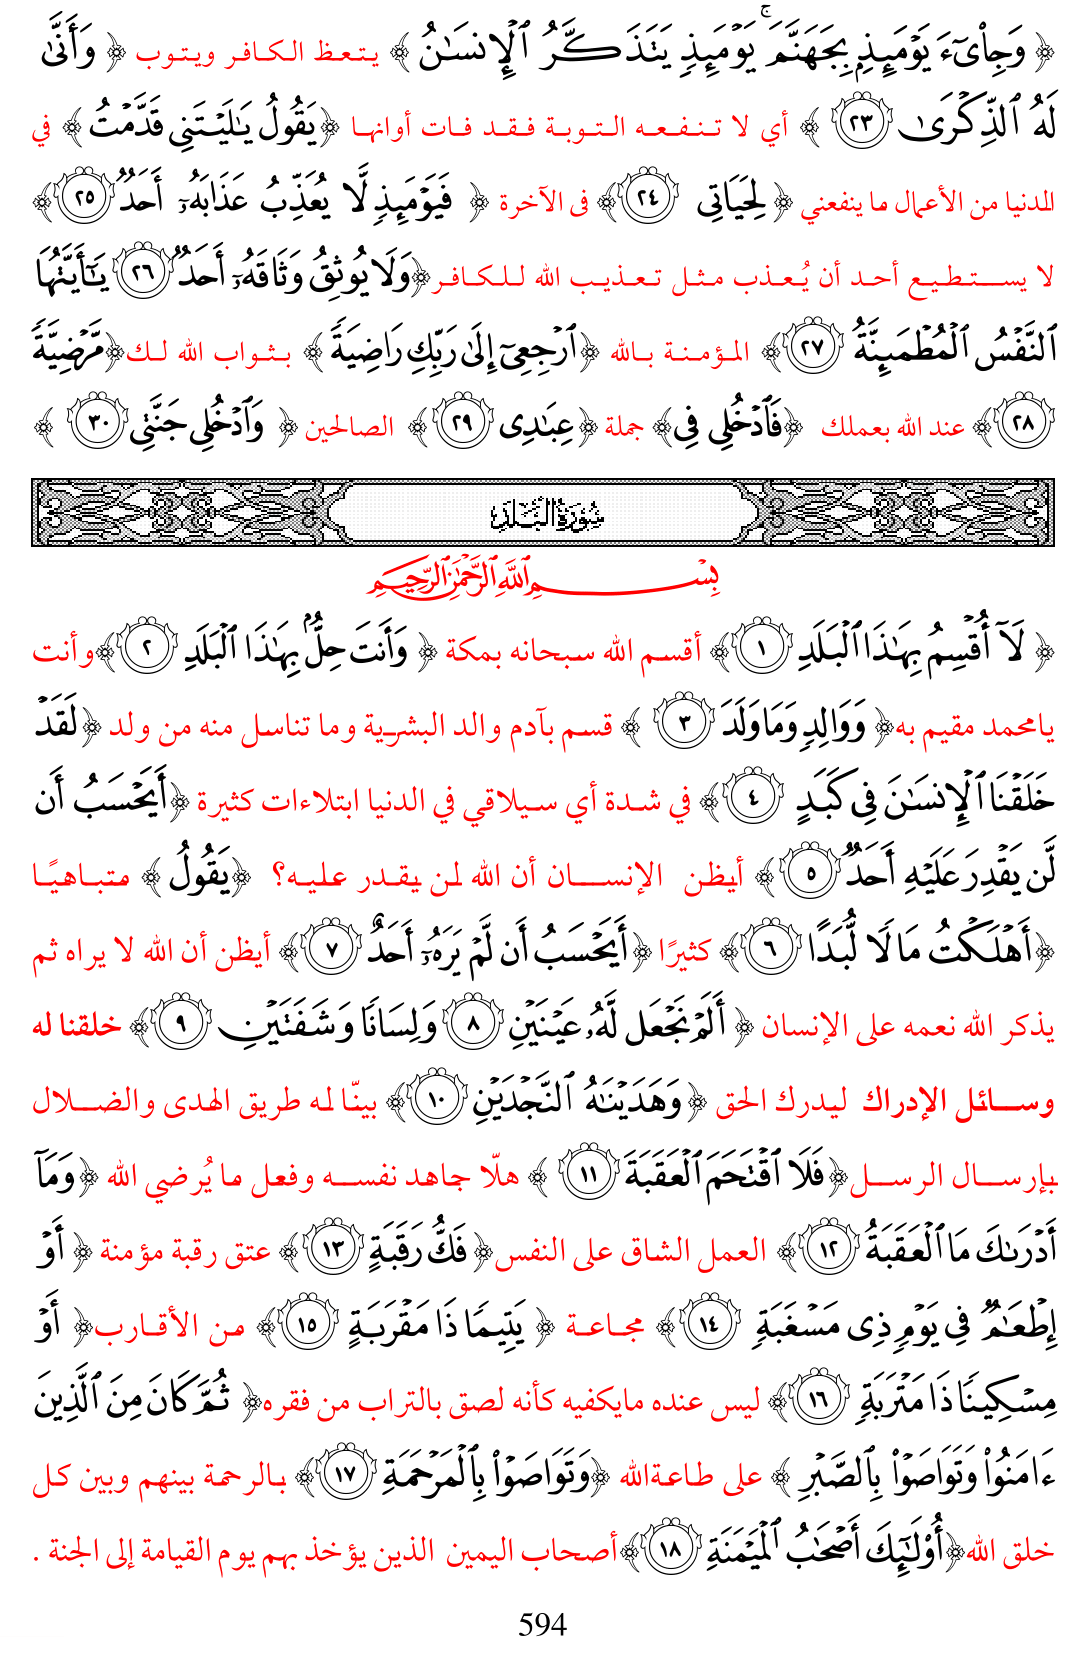 ﴿ وَجِا۟ىٓءَ يَوْمَئِذِۭ بِجَهَنَّمَ ۚ يَوْمَئِذٍ يَتَذَكَّرُ ٱلْإِنسَـٰنُ ﴾ يتعظ الكافر ويتوب ﴿ وَأَنَّىٰ
لَهُ ٱلذِّكْرَىٰ ٢٣ ﴾ أي لا تنفعه التوبة فقد فات أوانها ﴿يَقُولُ يَـٰلَيْتَنِى قَدَّمْتُ ﴾ في
الدنيا من الأعمال ما ينفعني ﴿ لِحَيَاتِى ٢٤﴾ فى الآخرة ﴿ فَيَوْمَئِذٍ لَّا يُعَذِّبُ عَذَابَهُۥٓ أَحَدٌ ٢٥﴾
لا يستطيع أحد أن يُعذب مثل تعذيب الله للكافر﴿وَلَا يُوثِقُ وَثَاقَهُۥٓ أَحَدٌ ٢٦ يَـٰٓأَيَّتُهَا
ٱلنَّفْسُ ٱلْمُطْمَئِنَّةُ ٢٧﴾ المؤمنة بالله ﴿ٱرْجِعِىٓ إِلَىٰ رَبِّكِ رَاضِيَةً ﴾ بثواب الله لك﴿مَّرْضِيَّةً
٢٨﴾ عند الله بعملك ﴿فَٱدْخُلِى فِى﴾ جملة ﴿عِبَـٰدِى ٢٩﴾ الصالحين ﴿ وَٱدْخُلِى جَنَّتِى ٣٠ ﴾
سُورَةُ الْبَلَدِ
بِسْمِ ٱللَّهِ ٱلرَّحْمَـٰنِ ٱلرَّحِيمِ
﴿ لَآ أُقْسِمُ بِهَـٰذَا ٱلْبَلَدِ ١﴾ أقسم الله سبحانه بمكة ﴿ وَأَنتَ حِلٌّۢ بِهَـٰذَا ٱلْبَلَدِ ٢﴾وأنت
يامحمد مقيم به﴿ وَوَالِدٍ وَمَا وَلَدَ ٣ ﴾ قسم بآدم والد البشرية وما تناسل منه من ولد ﴿لَقَدْ
خَلَقْنَا ٱلْإِنسَـٰنَ فِى كَبَدٍ ٤﴾ في شدة أي سيلاقي في الدنيا ابتلاءات كثيرة ﴿أَيَحْسَبُ أَن
لَّن يَقْدِرَ عَلَيْهِ أَحَدٌ ٥﴾ أيظن الإنسان أن الله لن يقدر عليه؟ ﴿يَقُولُ ﴾ متباهيًا
﴿أَهْلَكْتُ مَالًا لُّبَدًا ٦﴾ كثيرًا ﴿أَيَحْسَبُ أَن لَّمْ يَرَهُۥٓ أَحَدٌ ٧﴾ أيظن أن الله لا يراه ثم
يذكر الله نعمه على الإنسان ﴿ أَلَمْ نَجْعَل لَّهُۥ عَيْنَيْنِ ٨ وَلِسَانًا وَشَفَتَيْنِ ٩﴾ خلقنا له
وسائل الإدراك ليدرك الحق ﴿وَهَدَيْنَـٰهُ ٱلنَّجْدَيْنِ ١٠﴾ بينّا له طريق الهدى والضلال
بإرسال الرسل﴿فَلَا ٱقْتَحَمَ ٱلْعَقَبَةَ ١١ ﴾ هلّا جاهد نفسه وفعل ما يُرضي الله ﴿وَمَآ
أَدْرَىٰكَ مَا ٱلْعَقَبَةُ ١٢﴾ العمل الشاق على النفس﴿ فَكُّ رَقَبَةٍ ١٣﴾ عتق رقبة مؤمنة ﴿ أَوْ
إِطْعَـٰمٌ فِى يَوْمٍ ذِى مَسْغَبَةٍ ١٤﴾ مجاعة ﴿ يَتِيمًا ذَا مَقْرَبَةٍ ١٥﴾ من الأقارب﴿ أَوْ
مِسْكِينًا ذَا مَتْرَبَةٍ ١٦﴾ ليس عنده مايكفيه كأنه لصق بالتراب من فقره﴿ ثُمَّ كَانَ مِنَ ٱلَّذِينَ
ءَامَنُوا۟ وَتَوَاصَوْا۟ بِٱلصَّبْرِ ﴾ على طاعةالله ﴿وَتَوَاصَوْا۟ بِٱلْمَرْحَمَةِ ١٧﴾ بالرحمة بينهم وبين كل
خلق الله﴿أُو۟لَـٰٓئِكَ أَصْحَـٰبُ ٱلْمَيْمَنَةِ ١٨﴾أصحاب اليمين الذين يؤخذ بهم يوم القيامة إلى الجنة .
594